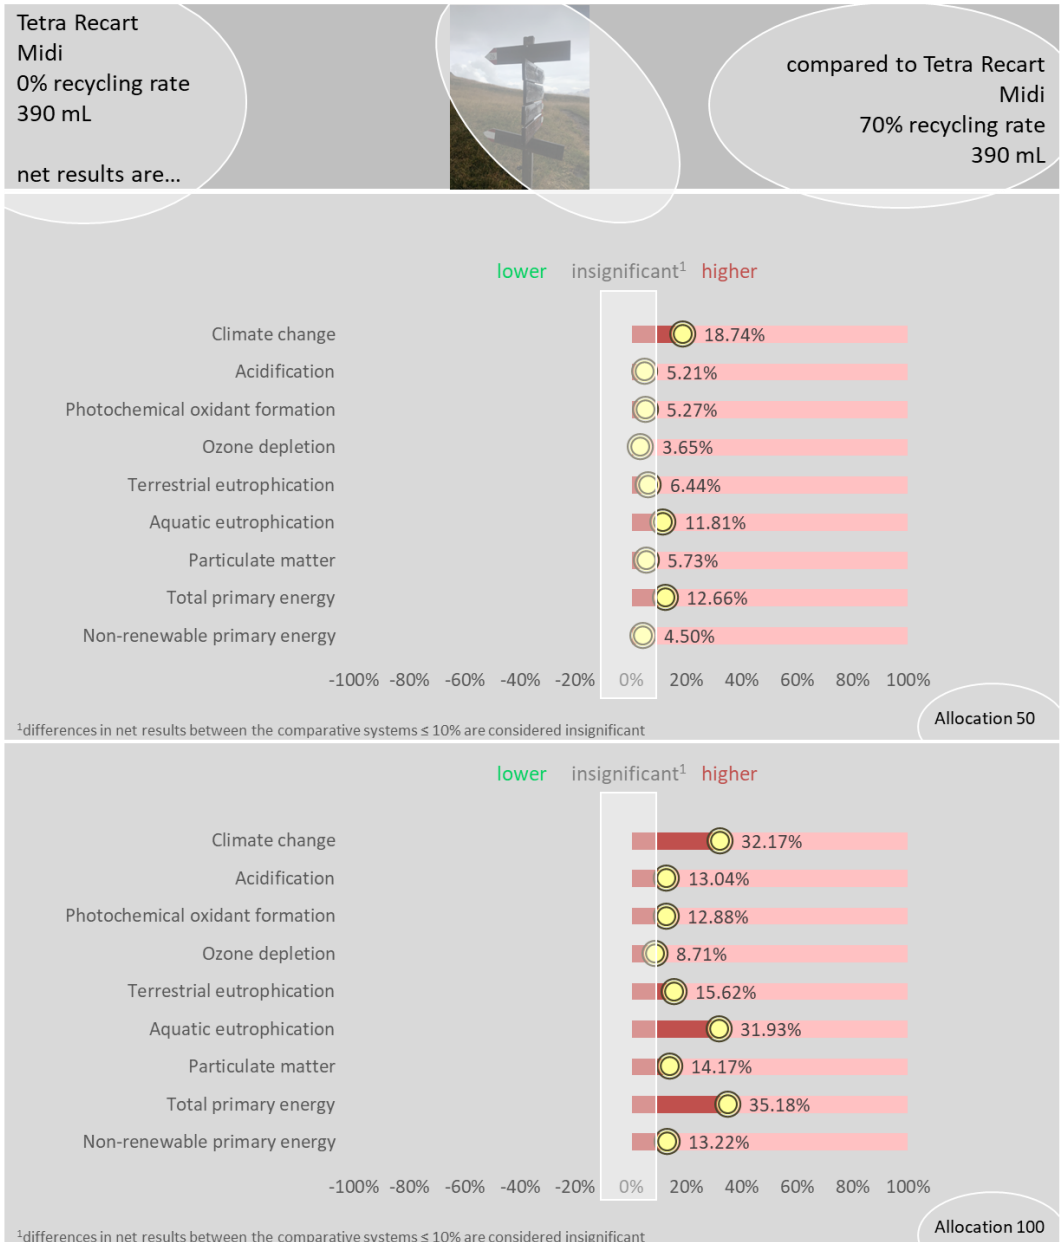 Tetra Recart
Midi
0% recycling rate
390 mL
net results are...
compared to Tetra Recart
Midi
70% recycling rate
390 mL
lower insignificant¹ higher
Climate change 18.74%
Acidification 5.21%
Photochemical oxidant formation 5.27%
Ozone depletion 3.65%
Terrestrial eutrophication 6.44%
Aquatic eutrophication 11.81%
Particulate matter 5.73%
Total primary energy 12.66%
Non-renewable primary energy 4.50%
-100% -80% -60% -40% -20% 0% 20% 40% 60% 80% 100%
Allocation 50
¹differences in net results between the comparative systems ≤ 10% are considered insignificant
lower insignificant¹ higher
Climate change 32.17%
Acidification 13.04%
Photochemical oxidant formation 12.88%
Ozone depletion 8.71%
Terrestrial eutrophication 15.62%
Aquatic eutrophication 31.93%
Particulate matter 14.17%
Total primary energy 35.18%
Non-renewable primary energy 13.22%
-100% -80% -60% -40% -20% 0% 20% 40% 60% 80% 100%
Allocation 100
¹differences in net results between the comparative systems ≤ 10% are considered insignificant